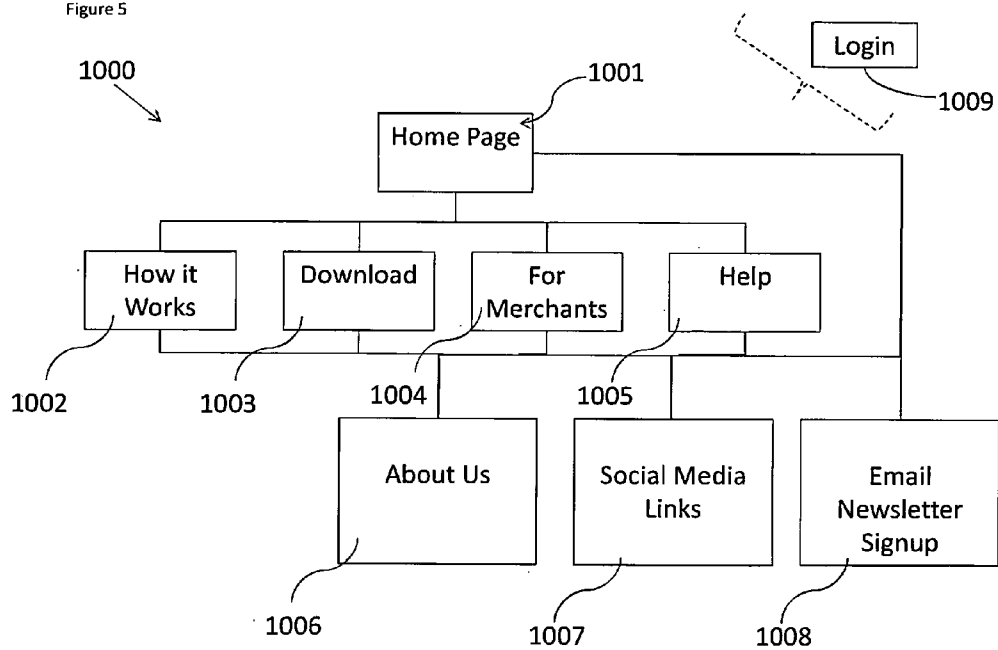 Figure 5
Login
1000
1001
1009
Home Page
How it
Works
Download
For
Merchants
Help
1002
1003
1004
1005
About Us
Social Media
Links
Email
Newsletter
Signup
1006
1007
1008